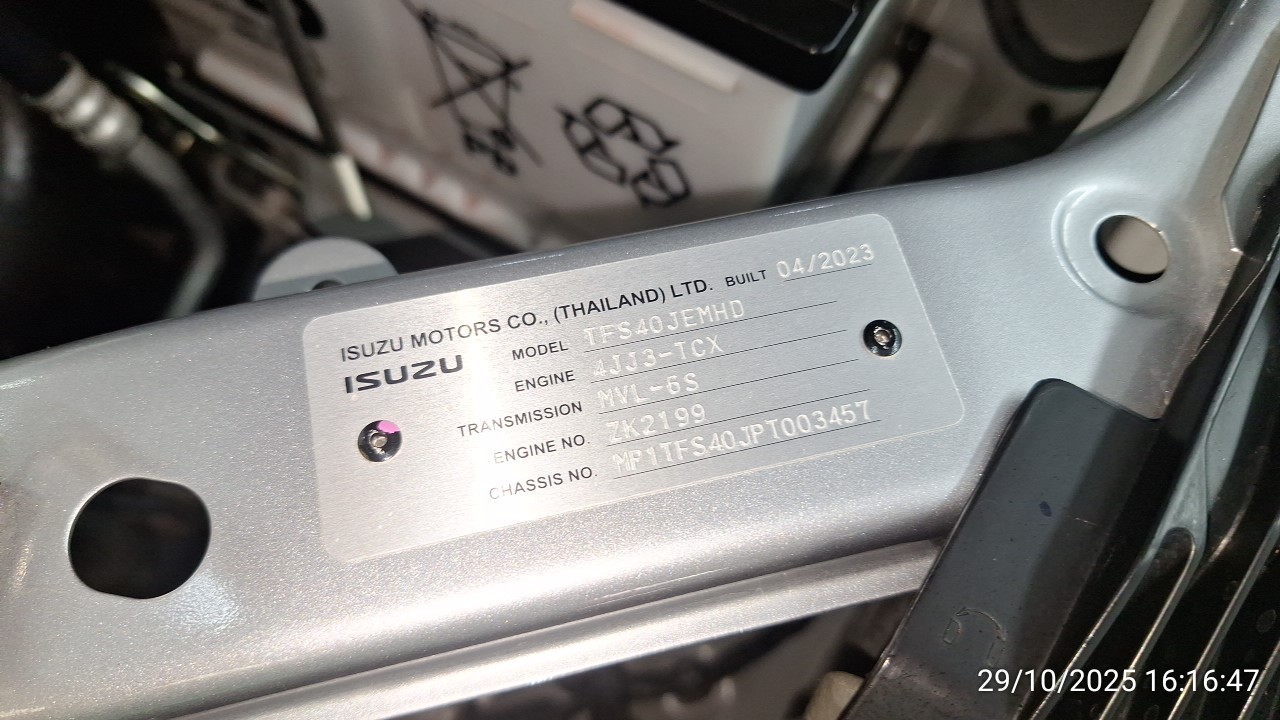 ISUZU MOTORS CO., (THAILAND) LTD. BUILT 04/2023
ISUZU
MODEL TFS40JEMHD
ENGINE 4JJ3-TCX
TRANSMISSION MVL-6S
ENGINE NO. ZK2199
CHASSIS NO. MP1TFS40JPT003457
29/10/2025 16:16:47